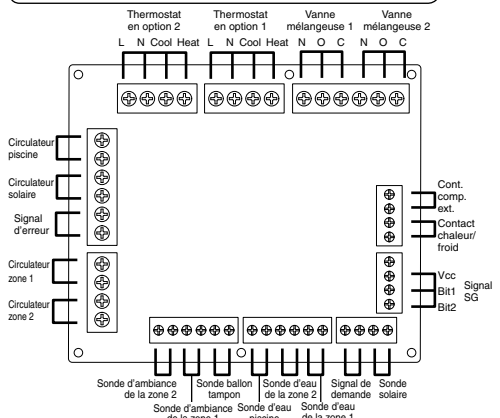 Thermostat
en option 2
Thermostat
en option 1
Vanne
mélangeuse 1
Vanne
mélangeuse 2
L N Cool Heat
L N Cool Heat
N O C
N O C
Circulateur
piscine
Circulateur
solaire
Signal
d'erreur
Circulateur
zone 1
Circulateur
zone 2
Cont.
comp.
ext.
Contact
chaleur/
froid
Vcc
Bit1
Bit2
Signal
SG
Sonde d'ambiance
de la zone 2
Sonde d'ambiance
de la zone 1
Sonde ballon
tampon
Sonde d'eau
piscine
Sonde d'eau
de la zone 2
Sonde d'eau
de la zone 1
Signal de
demande
Sonde
solaire